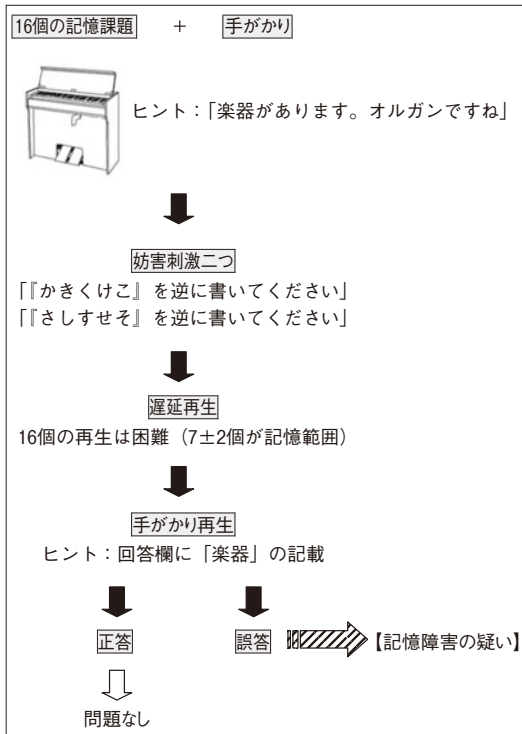 16個の記憶課題 + 手がかり
ヒント：「楽器があります。オルガンですね」
妨害刺激二つ
「『かきくけこ』を逆に書いてください」
「『さしすせそ』を逆に書いてください」
遅延再生
16個の再生は困難（7±2個が記憶範囲）
手がかり再生
ヒント：回答欄に「楽器」の記載
正答 誤答 【記憶障害の疑い】
問題なし